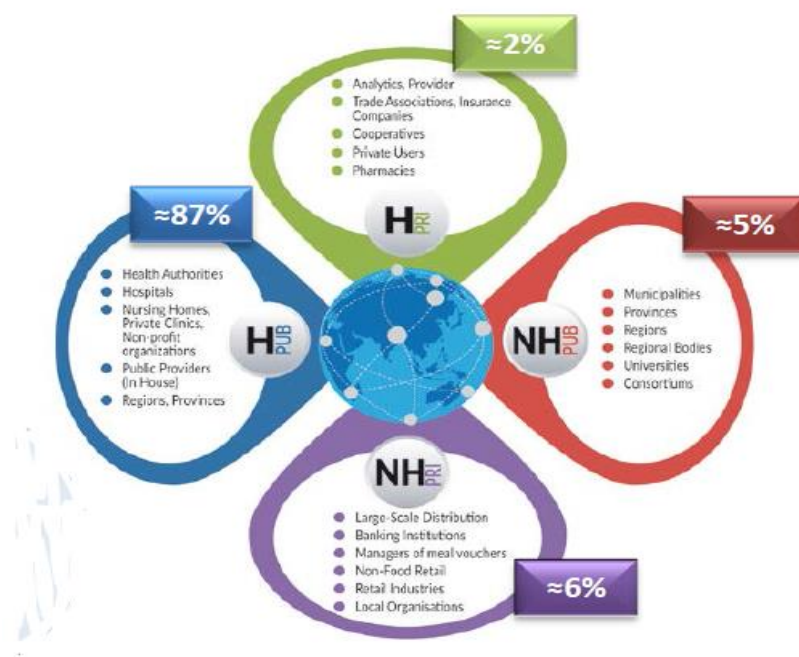 ≈2%
Analytics, Provider
Trade Associations, Insurance
Companies
Cooperatives
Private Users
Pharmacies
H PRI
≈87%
Health Authorities
Hospitals
Nursing Homes,
Private Clinics,
Non-profit
organizations
Public Providers
(In House)
Regions, Provinces
H PUB
≈5%
NH PUB
Municipalities
Provinces
Regions
Regional Bodies
Universities
Consortiums
NH PRI
Large-Scale Distribution
Banking Institutions
Managers of meal vouchers
Non-Food Retail
Retail Industries
Local Organisations
≈6%